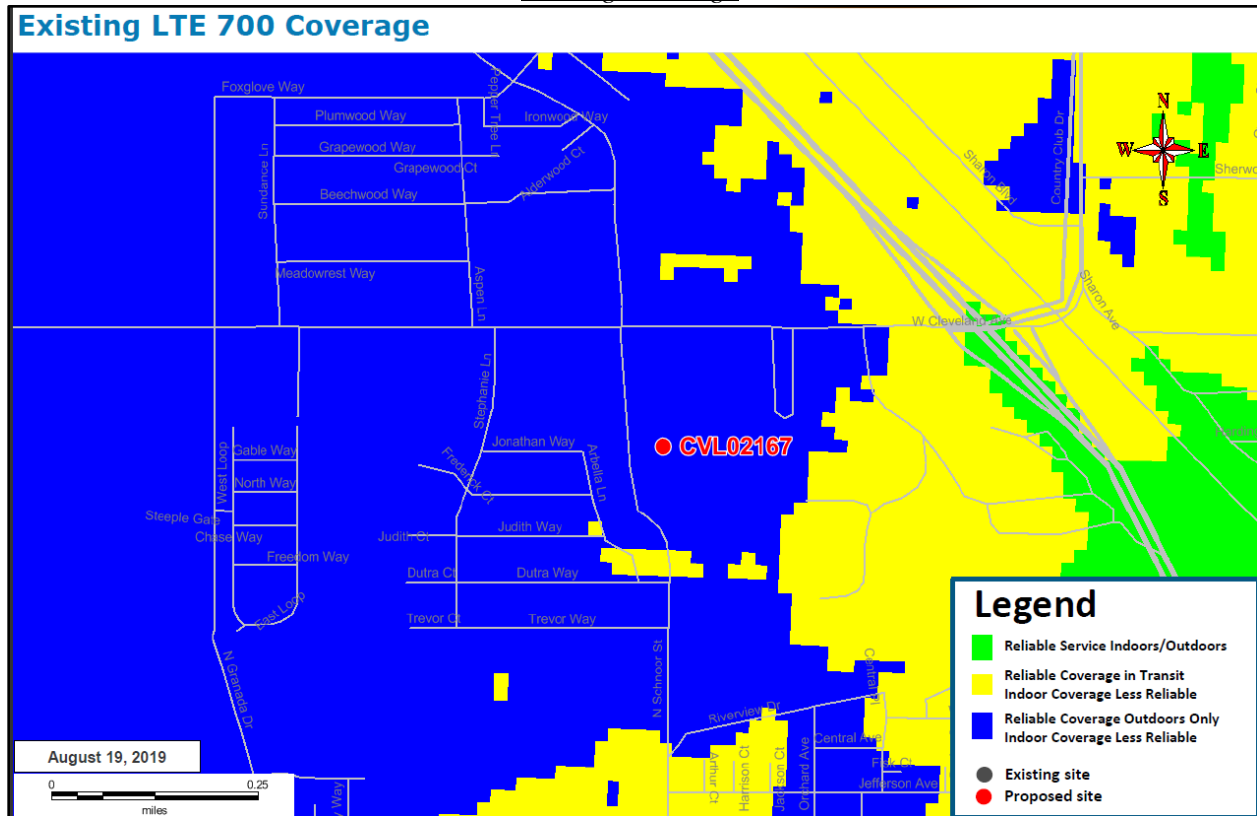 Existing LTE 700 Coverage
Foxglove Way
Pepper Tree Ln
Plumwood Way
Ironwood Way
Grapewood Way
Grapewood Ct
Alderwood Ct
Sundance Ln
Beechwood Way
Meadowrest Way
Aspen Ln
Sharon Blvd
Country Club Dr
N
W
E
S
Sharon Ave
W Cleveland Ave
Stephanie Ln
CVL02167
Jonathan Way
Arbella Ln
Frederick Ct
West Loop
Gable Way
North Way
Steeple Gate
Chase Way
Freedom Way
East Loop
Judith Ct
Judith Way
Dutra Ct
Dutra Way
Trevor Ct
Trevor Way
N Granada Dr
N Schnoor St
Riverview Dr
Central Pl
Central Ave
Fisk Ct
Jefferson Ave
Arthur Ct
Harrison Ct
Jackson Ct
Orchard Ave
Way
August 19, 2019
0
0.25
miles
Legend
Reliable Service Indoors/Outdoors
Reliable Coverage in Transit
Indoor Coverage Less Reliable
Reliable Coverage Outdoors Only
Indoor Coverage Less Reliable
Existing site
Proposed site